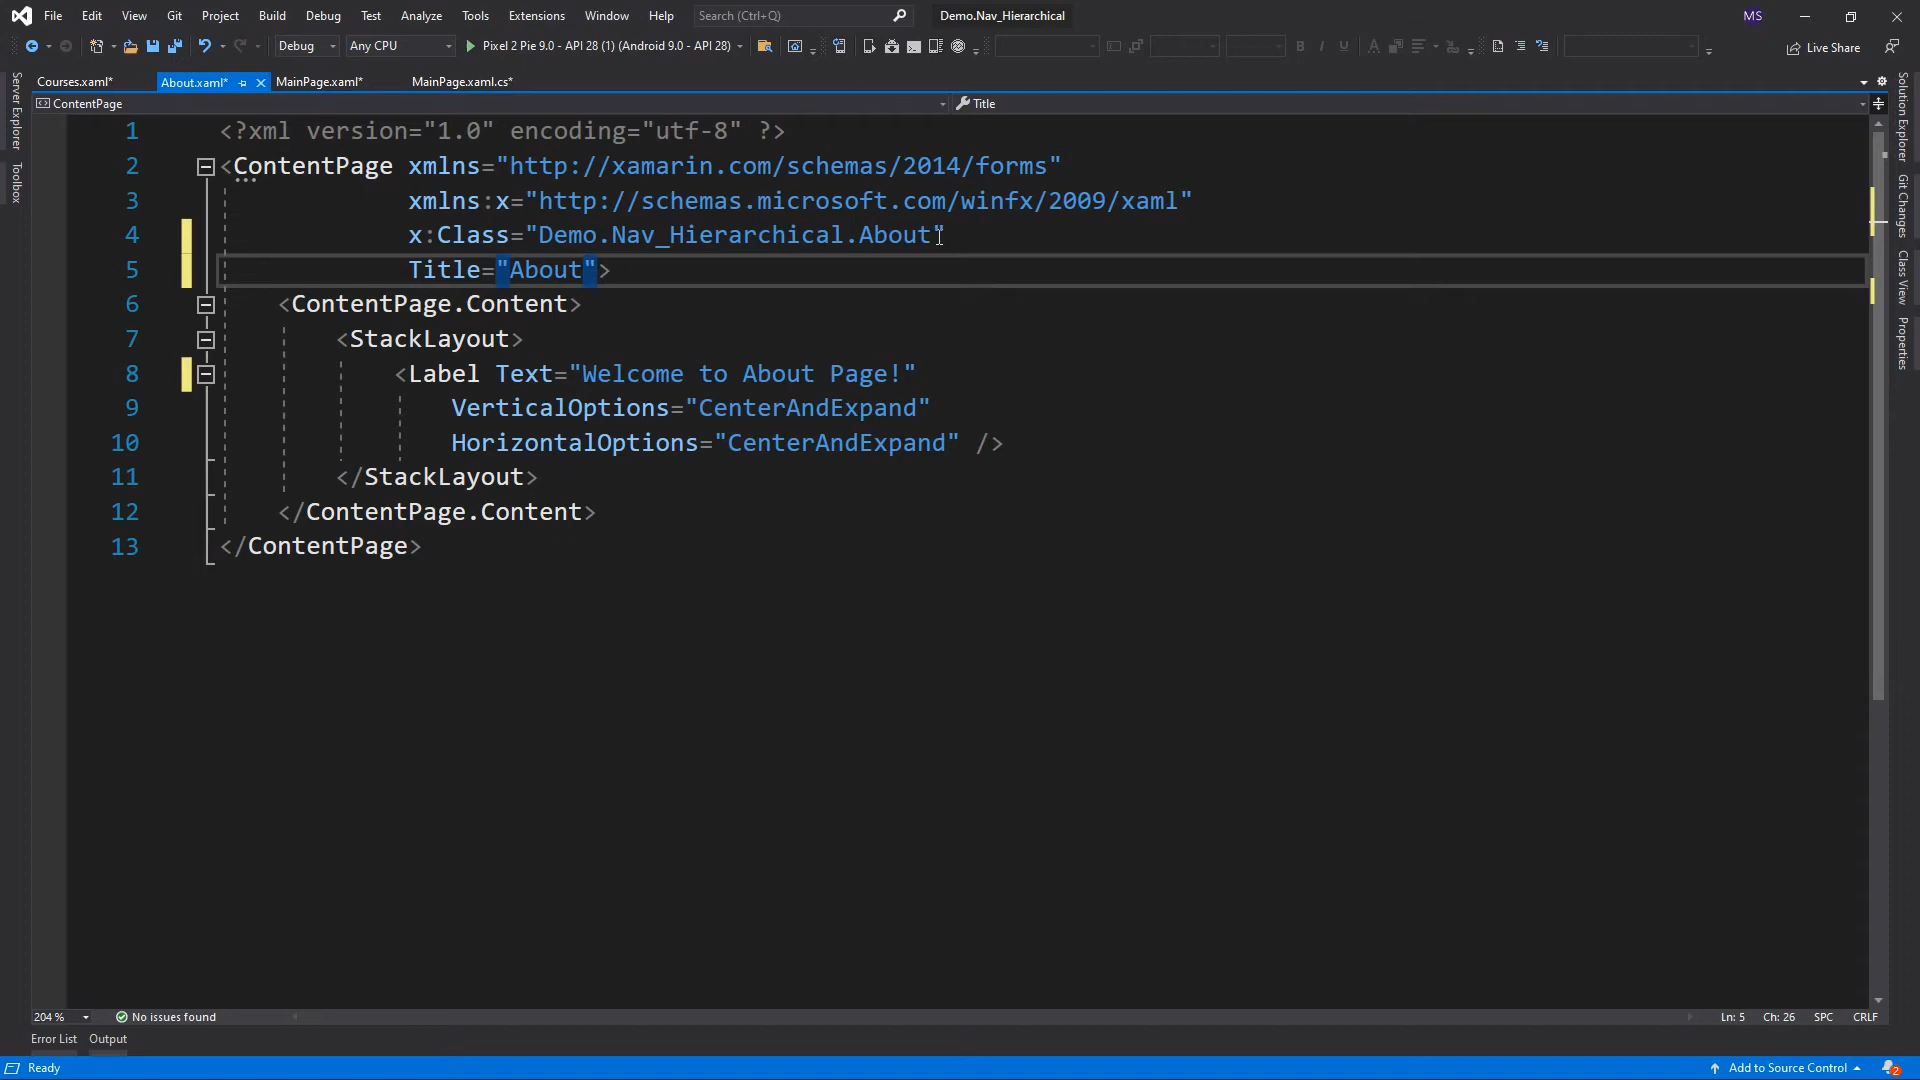 File Edit View Git Project Build Debug Test Analyze Tools Extensions Window Help Search (Ctrl+Q) Demo.Nav_Hierarchical MS
Debug Any CPU Pixel 2 Pie 9.0 - API 28 (1) (Android 9.0 - API 28) Live Share
Courses.xaml* About.xaml* MainPage.xaml* MainPage.xaml.cs*
ContentPage Title
1 <?xml version="1.0" encoding="utf-8" ?>
2 <ContentPage xmlns="http://xamarin.com/schemas/2014/forms"
3 xmlns:x="http://schemas.microsoft.com/winfx/2009/xaml"
4 x:Class="Demo.Nav_Hierarchical.About"
5 Title="About">
6 <ContentPage.Content>
7 <StackLayout>
8 <Label Text="Welcome to About Page!"
9 VerticalOptions="CenterAndExpand"
10 HorizontalOptions="CenterAndExpand" />
11 </StackLayout>
12 </ContentPage.Content>
13 </ContentPage>
Server Explorer
Toolbox
Solution Explorer
Git Changes
Class View
Properties
204 % No issues found Ln: 5 Ch: 26 SPC CRLF
Error List Output
Ready Add to Source Control 2